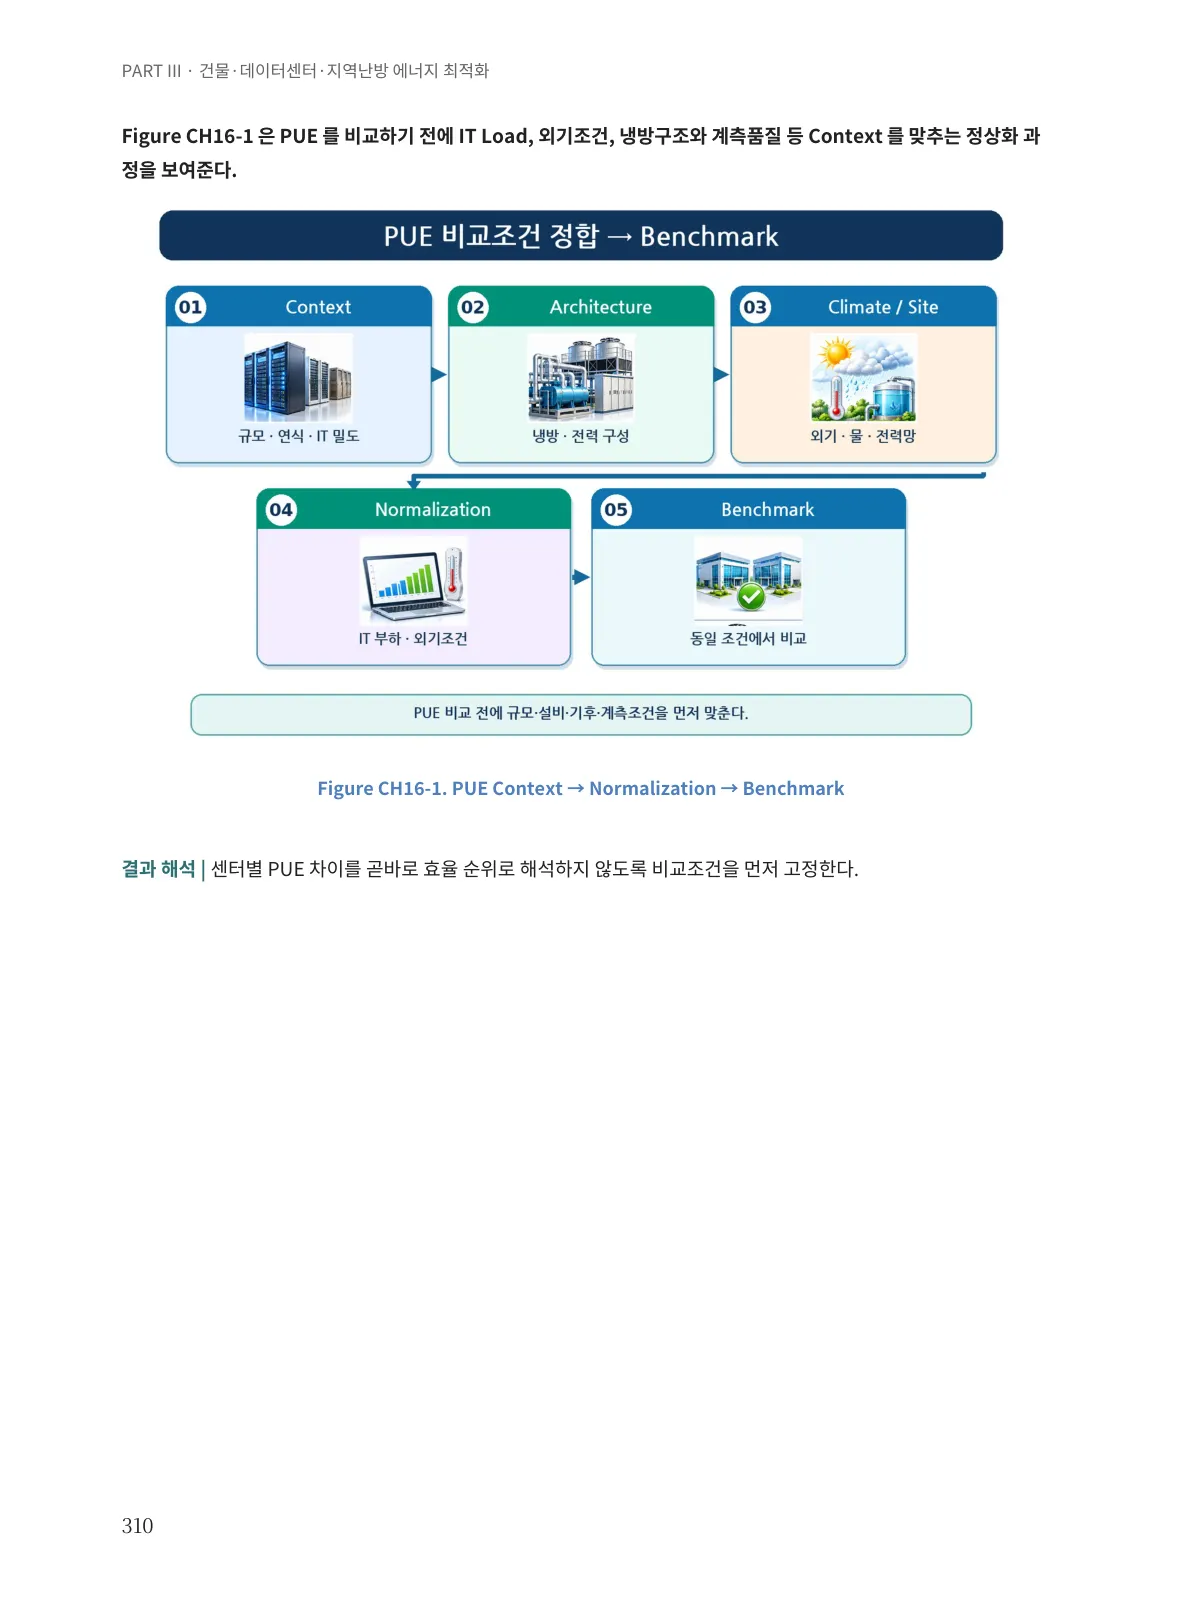 PART III · 건물·데이터센터·지역난방 에너지 최적화
Figure CH16-1 은 PUE 를 비교하기 전에 IT Load, 외기조건, 냉방구조와 계측품질 등 Context 를 맞추는 정상화 과
정을 보여준다.
PUE 비교조건 정합 → Benchmark
01 Context
규모 · 연식 · IT 밀도
02 Architecture
냉방 · 전력 구성
03 Climate / Site
외기 · 물 · 전력망
04 Normalization
IT 부하 · 외기조건
05 Benchmark
동일 조건에서 비교
PUE 비교 전에 규모·설비·기후·계측조건을 먼저 맞춘다.
Figure CH16-1. PUE Context → Normalization → Benchmark
결과 해석 | 센터별 PUE 차이를 곧바로 효율 순위로 해석하지 않도록 비교조건을 먼저 고정한다.
310